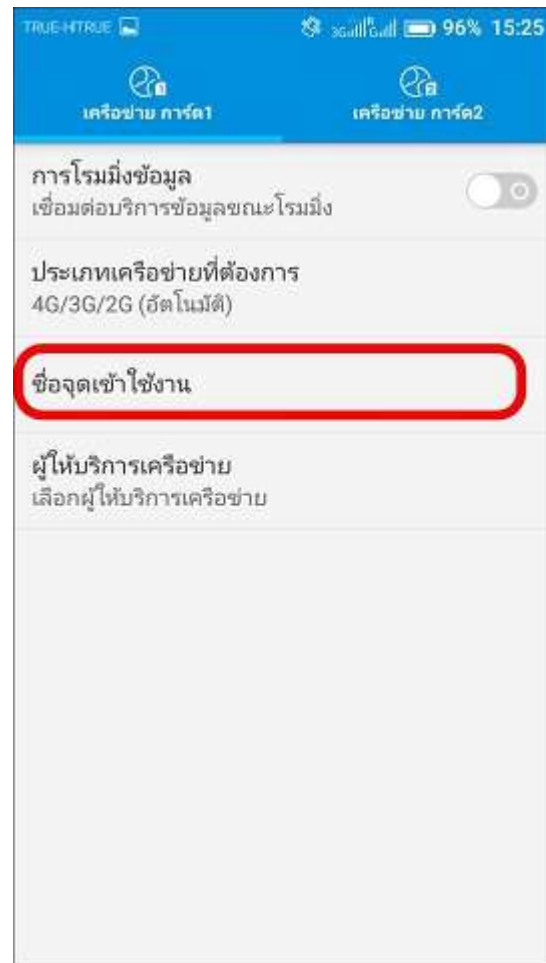 TRUE-HTRUE 96% 15:25
เครือข่าย การ์ด1 เครือข่าย การ์ด2
การโรมมิ่งข้อมูล
เชื่อมต่อบริการข้อมูลขณะโรมมิ่ง
ประเภทเครือข่ายที่ต้องการ
4G/3G/2G (อัตโนมัติ)
ชื่อจุดเข้าใช้งาน
ผู้ให้บริการเครือข่าย
เลือกผู้ให้บริการเครือข่าย